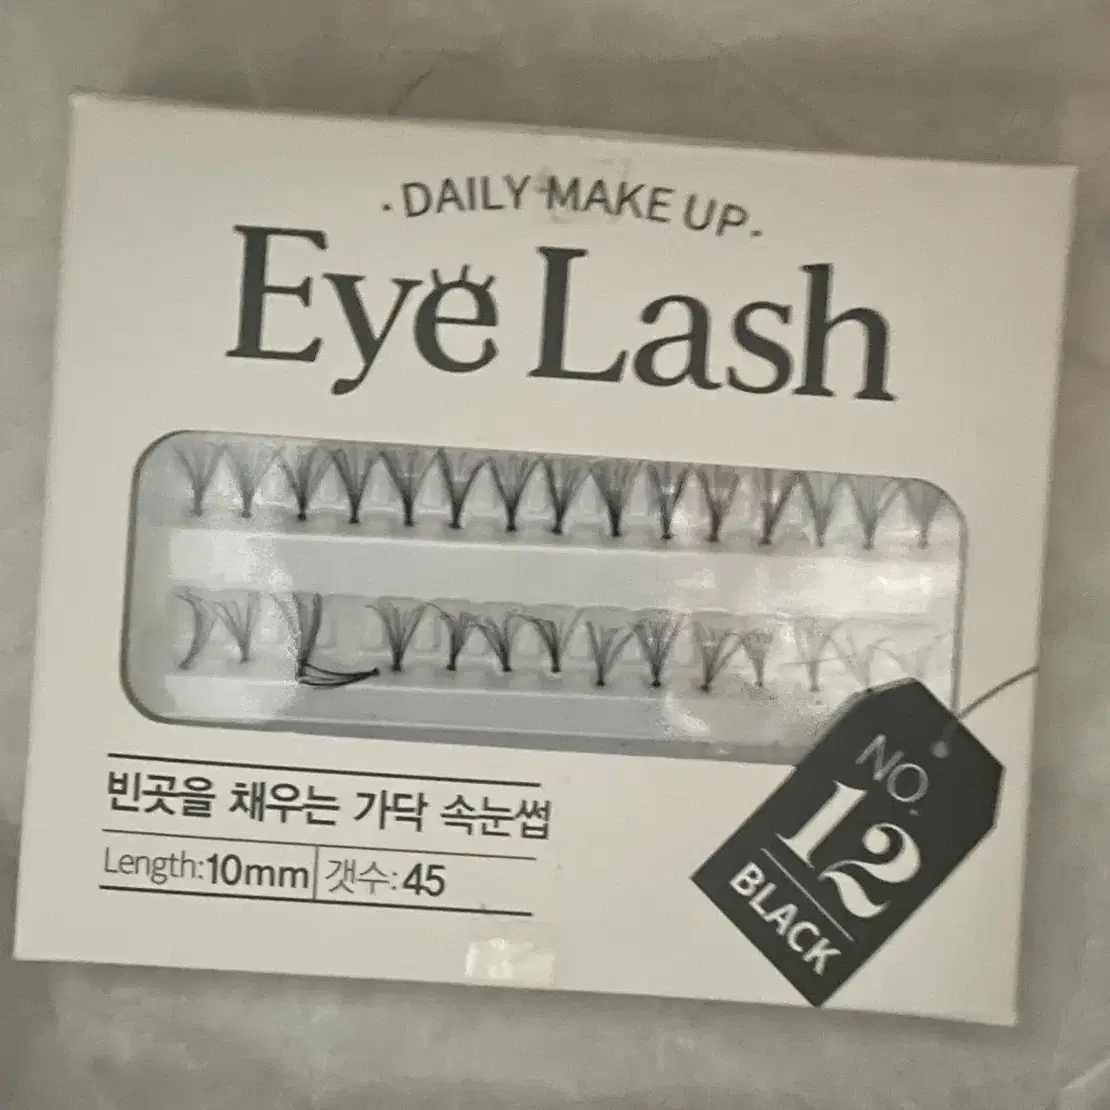 · DAILY MAKE UP ·
Eye Lash
빈곳을 채우는 가닥 속눈썹
Length:10mm 갯수:45
NO.
12
BLACK